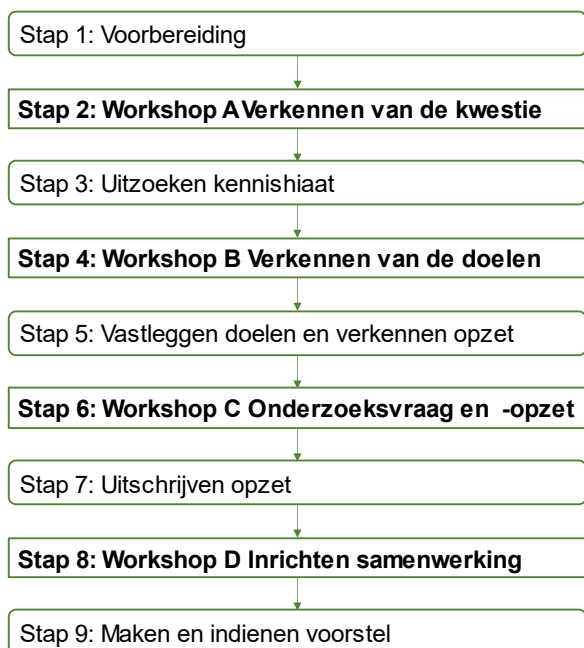 Stap 1: Voorbereiding
Stap 2: Workshop A Verkennen van de kwestie
Stap 3: Uitzoeken kennishiaat
Stap 4: Workshop B Verkennen van de doelen
Stap 5: Vastleggen doelen en verkennen opzet
Stap 6: Workshop C Onderzoeksvraag en -opzet
Stap 7: Uitschrijven opzet
Stap 8: Workshop D Inrichten samenwerking
Stap 9: Maken en indienen voorstel